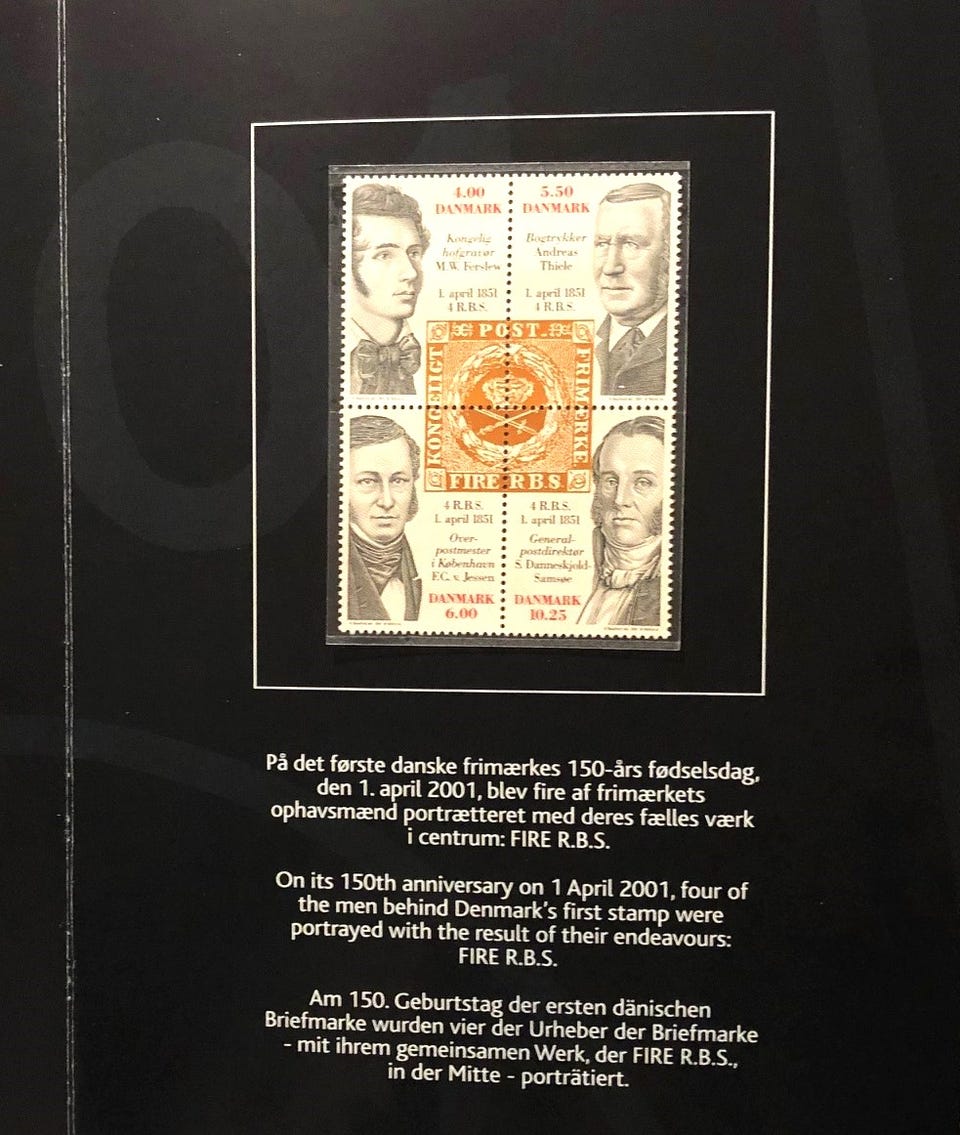 4.00
DANMARK
Kongelig
hofgravør
M.W. Ferslew
1. april 1851
4 R.B.S.
5.50
DANMARK
Bogtrykker
Andreas
Thiele
1. april 1851
4 R.B.S.
KONGELIGT
POST
FRIMÆRKE
FIRE R.B.S.
4 R.B.S.
1. april 1851
Over-
postmester
i København
F.C. v. Jessen
DANMARK
6.00
4 R.B.S.
1. april 1851
General-
postdirektør
S. Danneskjold-
Samsøe
DANMARK
10.25
På det første danske frimærkes 150-års fødselsdag,
den 1. april 2001, blev fire af frimærkets
ophavsmænd portrætteret med deres fælles værk
i centrum: FIRE R.B.S.
On its 150th anniversary on 1 April 2001, four of
the men behind Denmark's first stamp were
portrayed with the result of their endeavours:
FIRE R.B.S.
Am 150. Geburtstag der ersten dänischen
Briefmarke wurden vier der Urheber der Briefmarke
- mit ihrem gemeinsamen Werk, der FIRE R.B.S.,
in der Mitte - porträtiert.